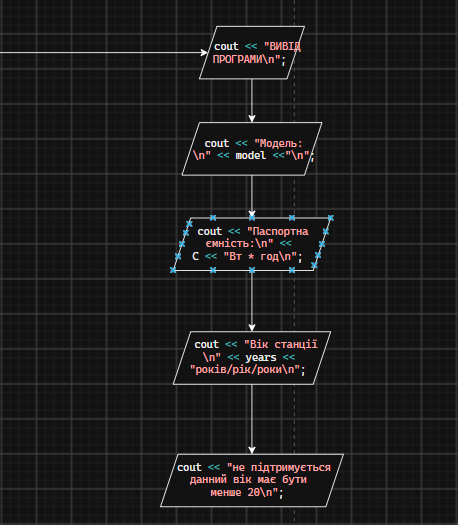 cout << "ВИВІД
ПРОГРАМИ\n";
cout << "Модель:
\n" << model <<"\n";
cout << "Паспортна
ємність:\n" <<
C << "Вт * год\n";
cout << "Вік станції
\n" << years <<
"років/рік/роки\n";
cout << "не підтримується
данний вік має бути
менше 20\n";